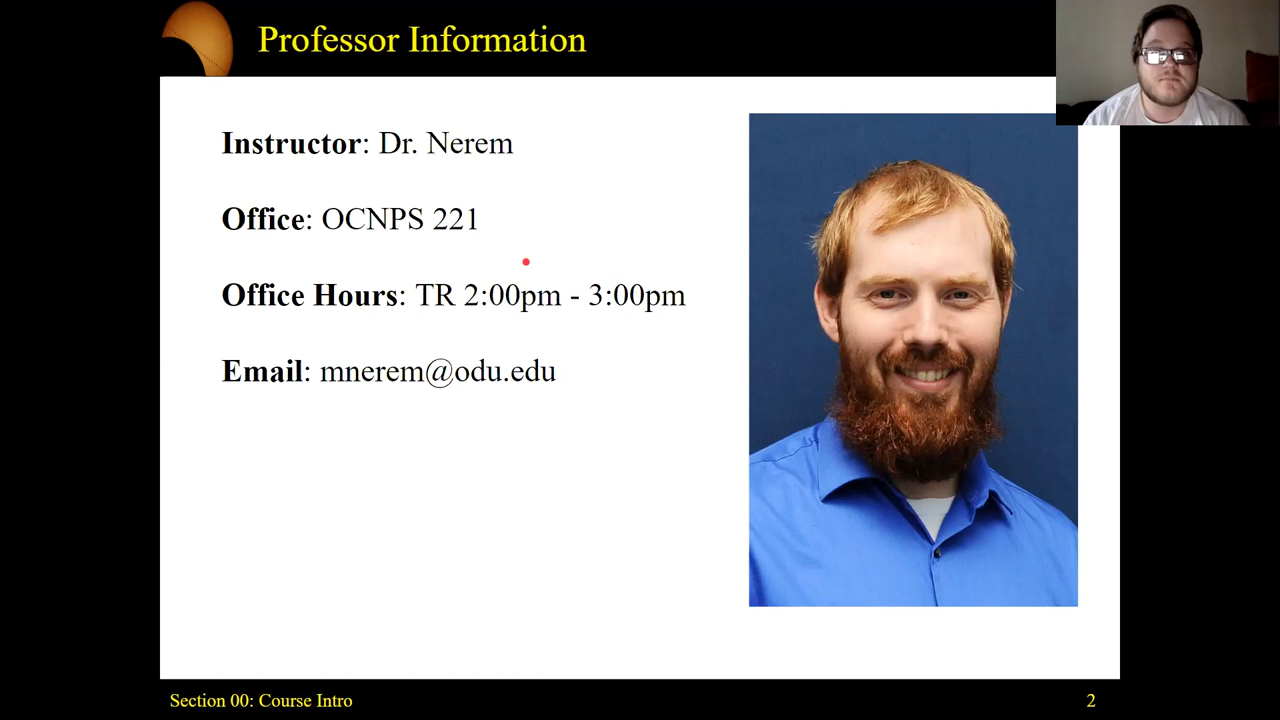 Professor Information
Instructor: Dr. Nerem
Office: OCNPS 221
Office Hours: TR 2:00pm - 3:00pm
Email: mnerem@odu.edu
Section 00: Course Intro
2